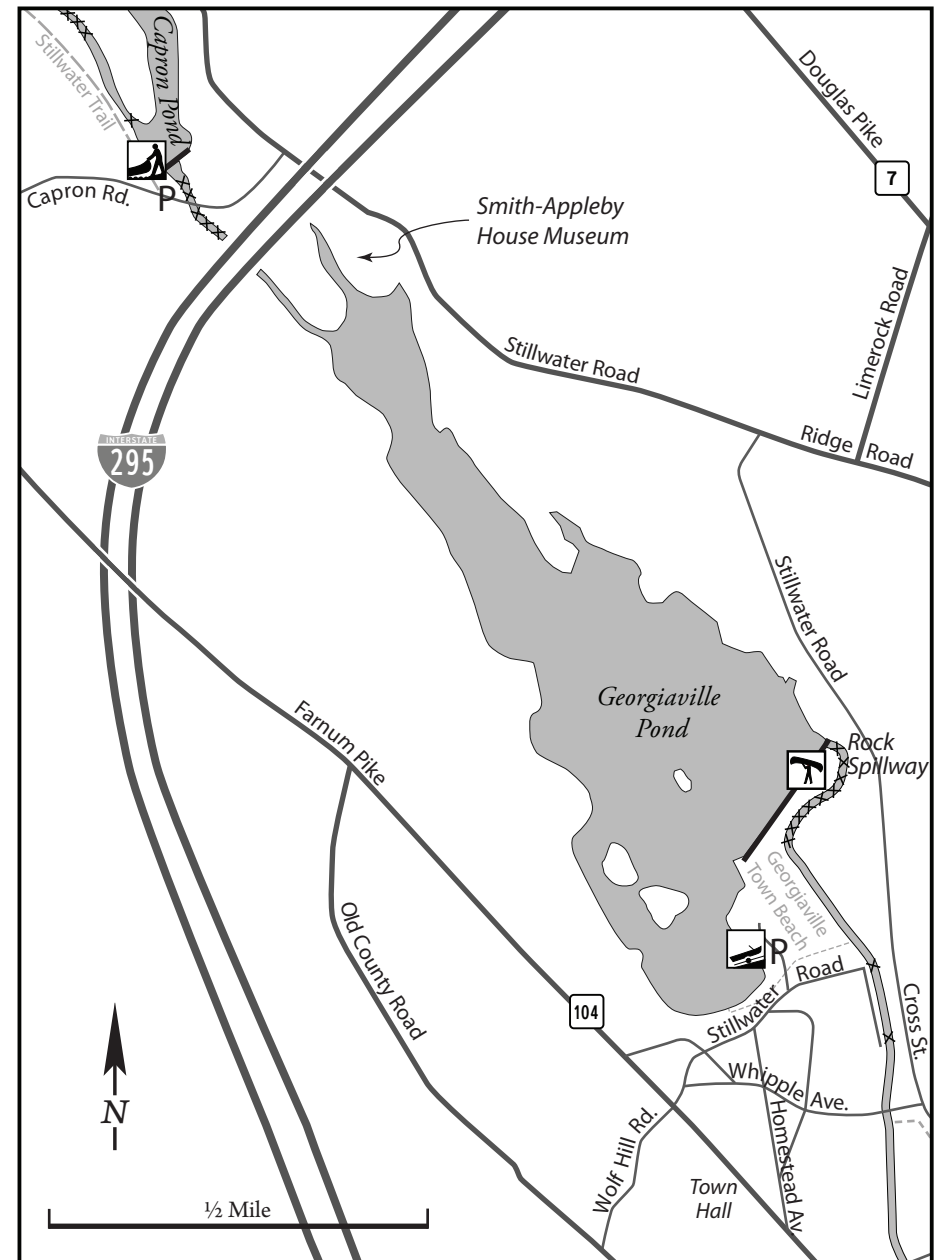 Capron Pond
Stillwater Trail
Capron Rd.
P
Douglas Pike
7
Smith-Appleby
House Museum
Limerock Road
Stillwater Road
Ridge Road
INTERSTATE
295
Stillwater Road
Georgiaville
Pond
Farnum Pike
Rock
Spillway
Georgiaville
Town Beach
Old County Road
P
Stillwater Road
104
Cross St.
Whipple Ave.
Homestead Av
Wolf Hill Rd.
N
Town
Hall
½ Mile